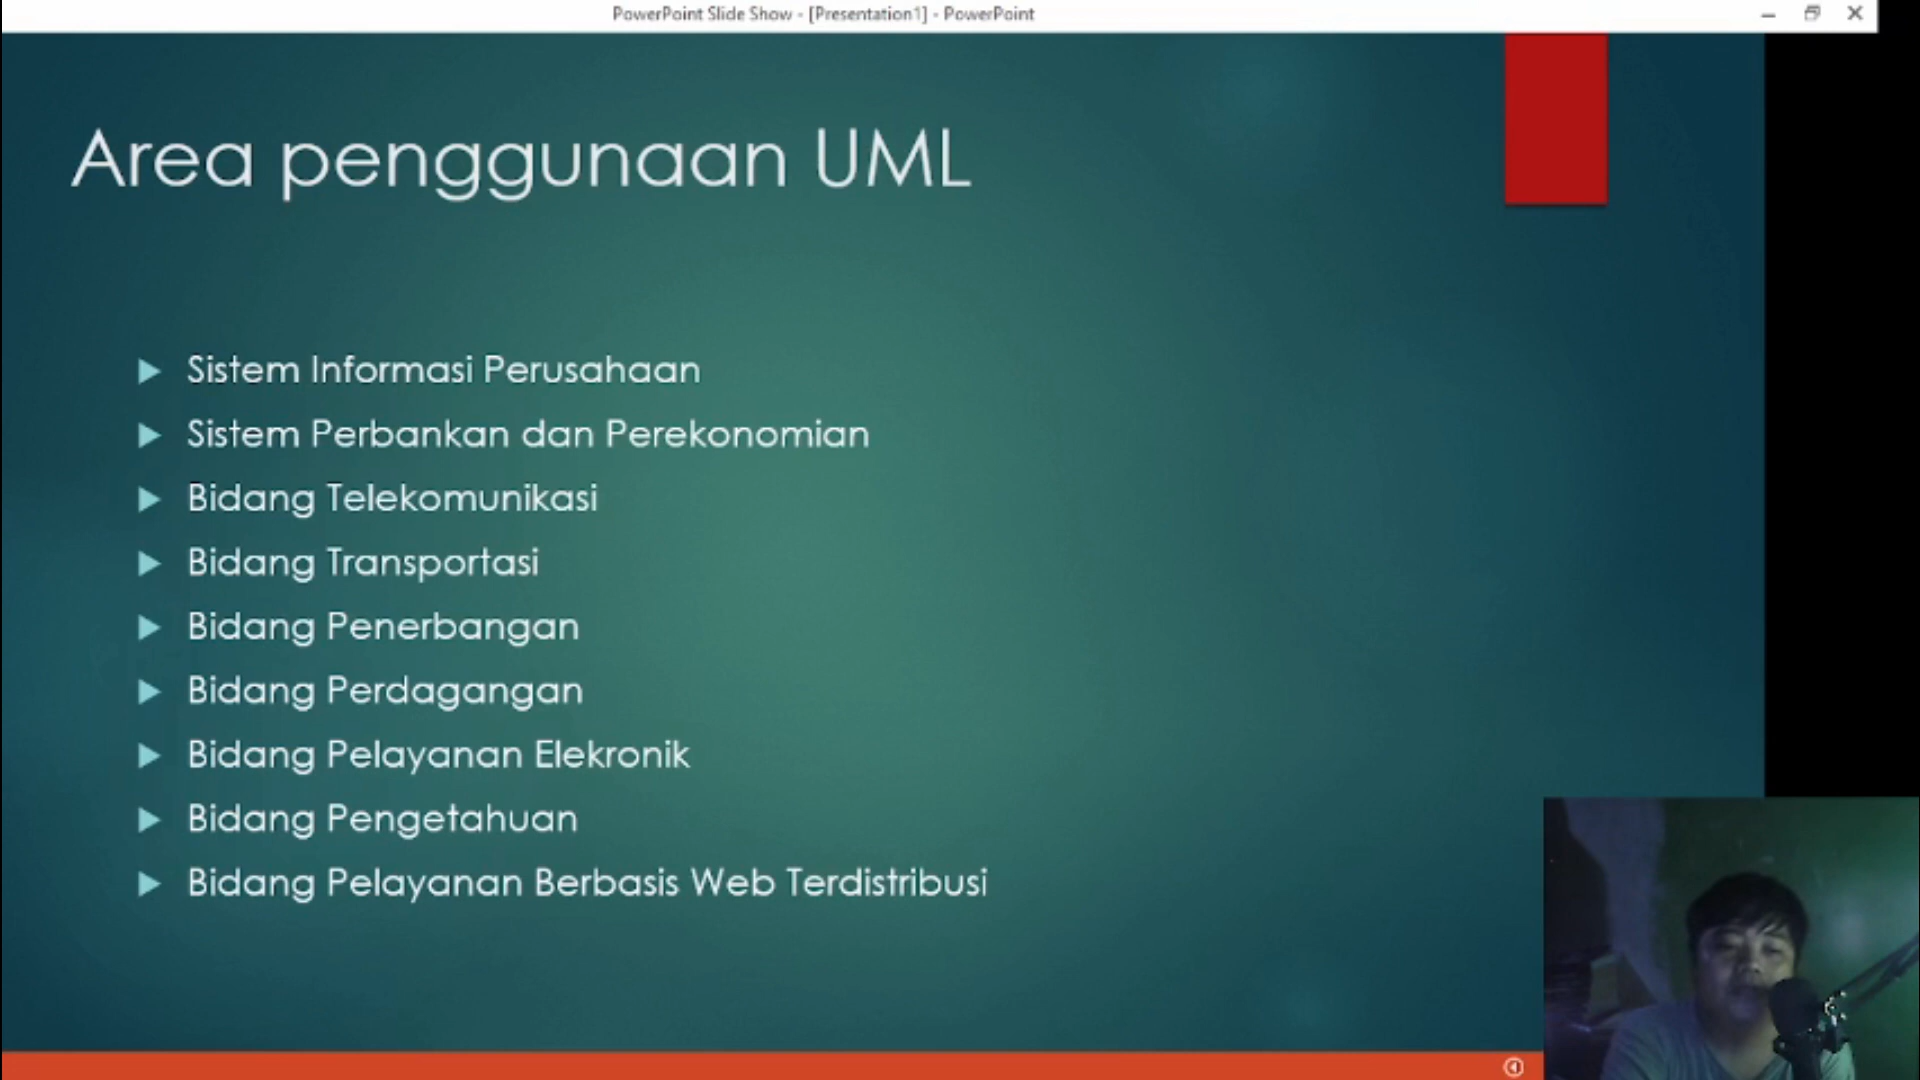 PowerPoint Slide Show - [Presentation1] - PowerPoint
Area penggunaan UML
Sistem Informasi Perusahaan
Sistem Perbankan dan Perekonomian
Bidang Telekomunikasi
Bidang Transportasi
Bidang Penerbangan
Bidang Perdagangan
Bidang Pelayanan Elekronik
Bidang Pengetahuan
Bidang Pelayanan Berbasis Web Terdistribusi